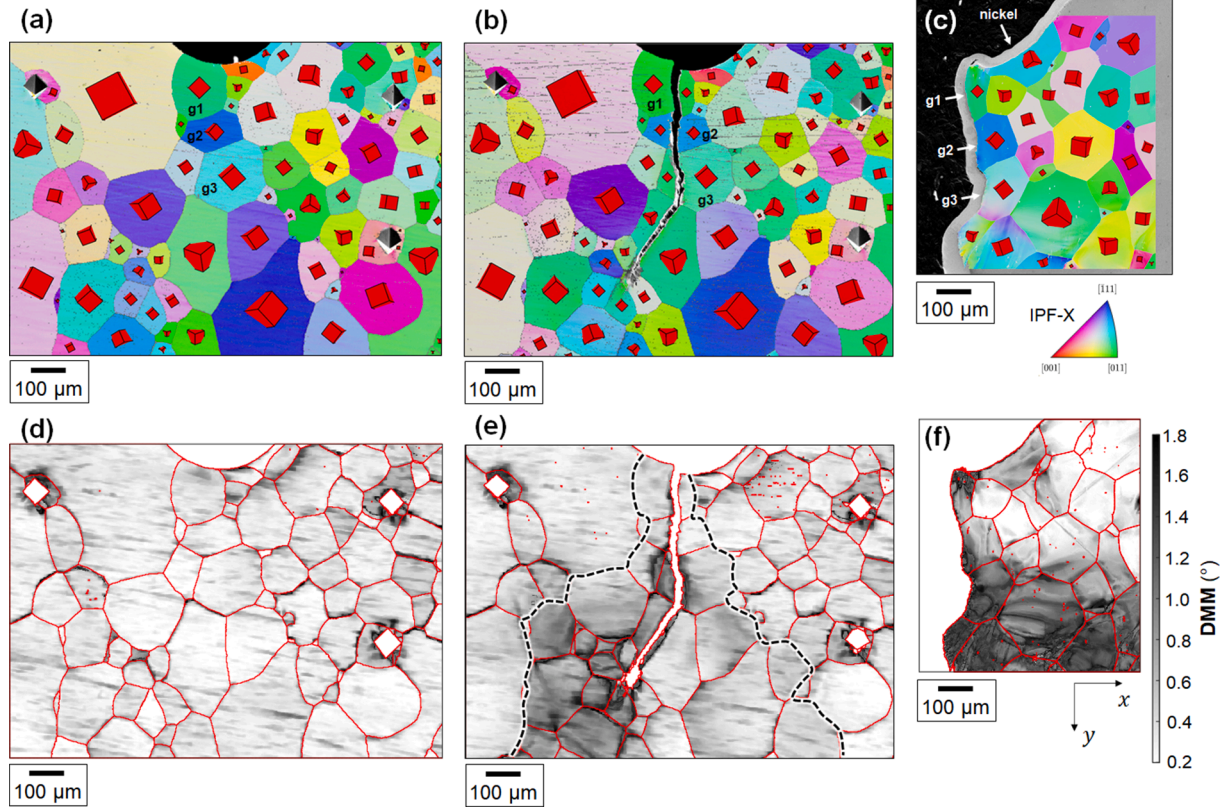 (a)
(b)
(c)
nickel
g1
g2
g3
g1
g2
g3
g1
g2
g3
100 µm
100 µm
100 µm
IPF-X
[1̄11]
[001]
[011]
(d)
(e)
(f)
1.8
1.6
1.4
1.2
1.0
0.8
0.6
0.4
0.2
DMM (°)
x
y
100 µm
100 µm
100 µm